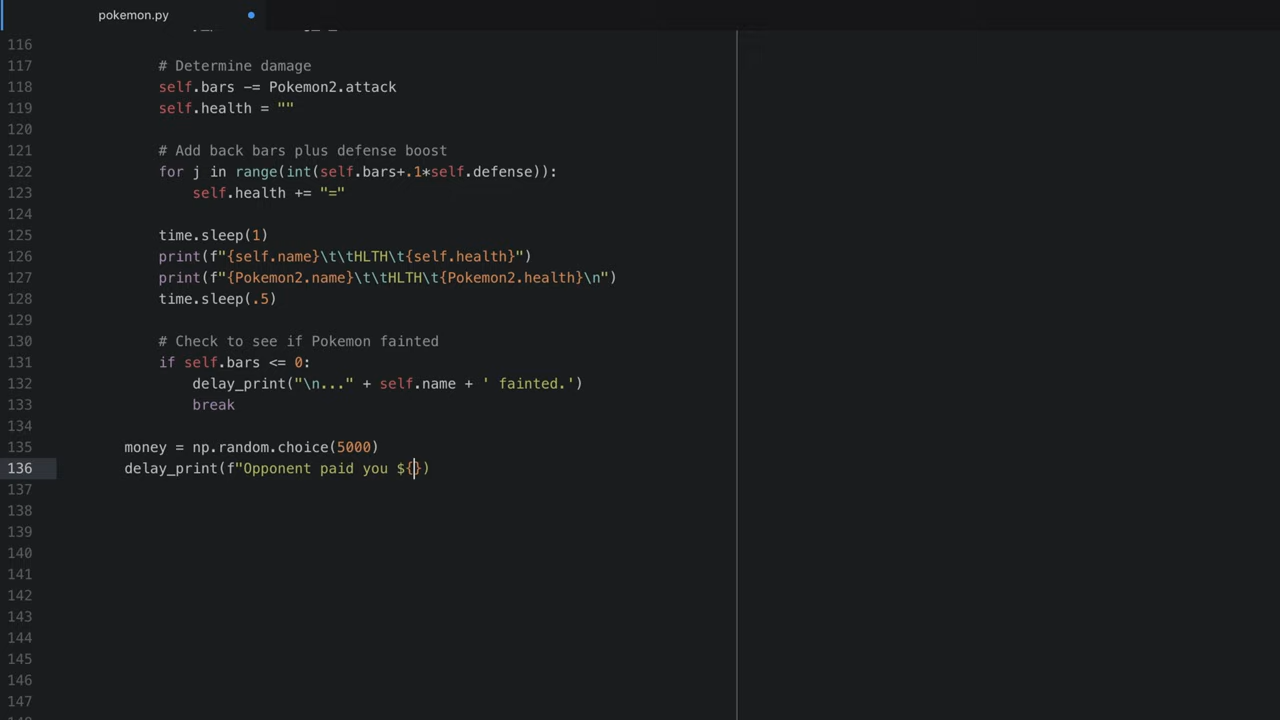 pokemon.py
116
117 # Determine damage
118 self.bars -= Pokemon2.attack
119 self.health = ""
120
121 # Add back bars plus defense boost
122 for j in range(int(self.bars+.1*self.defense)):
123 self.health += "="
124
125 time.sleep(1)
126 print(f"{self.name}\t\tHLTH\t{self.health}")
127 print(f"{Pokemon2.name}\t\tHLTH\t{Pokemon2.health}\n")
128 time.sleep(.5)
129
130 # Check to see if Pokemon fainted
131 if self.bars <= 0:
132 delay_print("\n..." + self.name + ' fainted.')
133 break
134
135 money = np.random.choice(5000)
136 delay_print(f"Opponent paid you ${})
137
138
139
140
141
142
143
144
145
146
147